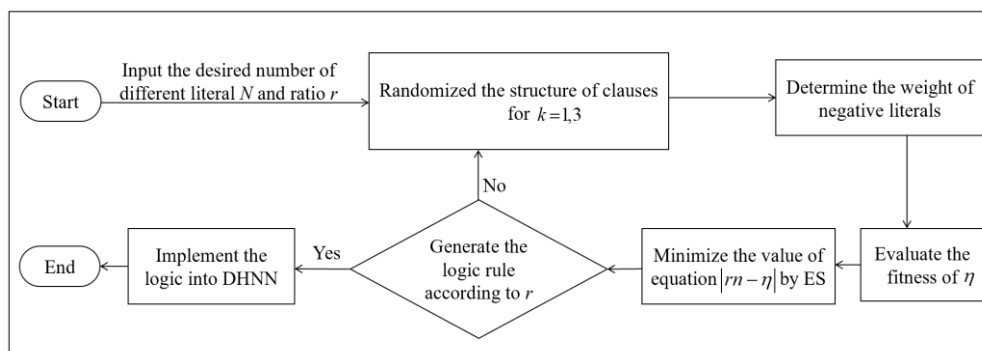 Start
Input the desired number of
different literal N and ratio r
Randomized the structure of clauses
for k=1,3
Determine the weight of
negative literals
Evaluate the
fitness of η
Minimize the value of
equation |rn − η| by ES
Generate the
logic rule
according to r
No
Yes
Implement the
logic into DHNN
End